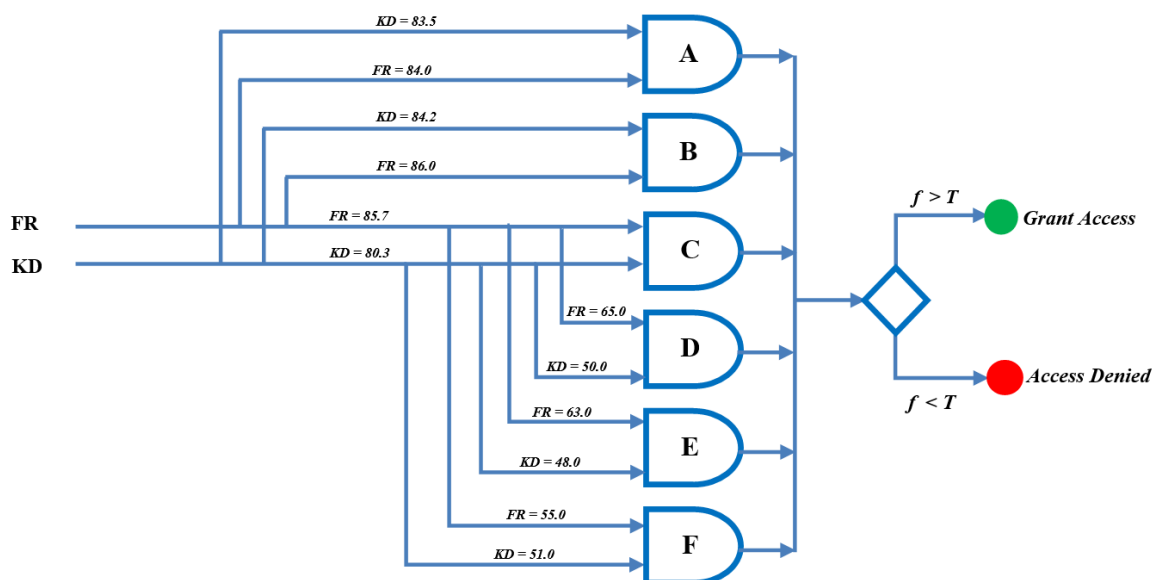 KD = 83.5
A
FR = 84.0
KD = 84.2
B
FR = 86.0
f > T
FR
FR = 85.7
Grant Access
KD
KD = 80.3
C
FR = 65.0
D
KD = 50.0
Access Denied
f < T
FR = 63.0
E
KD = 48.0
FR = 55.0
F
KD = 51.0